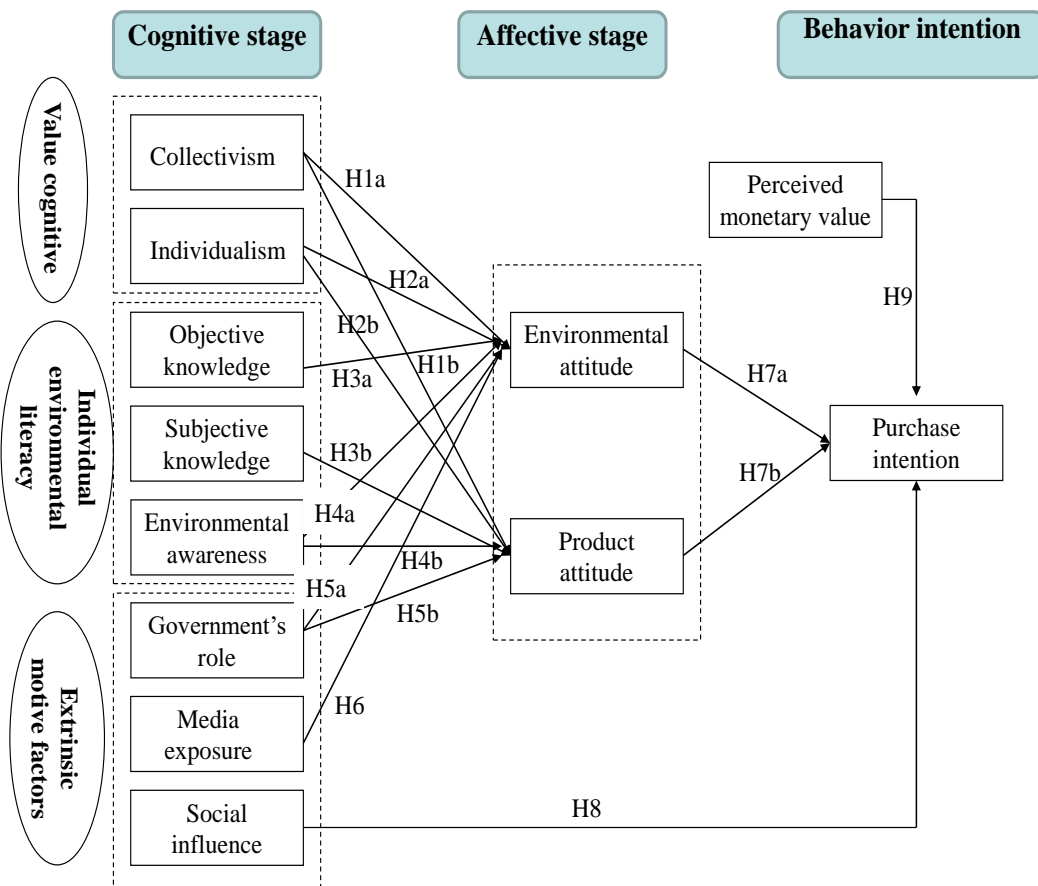 Cognitive stage
Affective stage
Behavior intention
Value cognitive
Collectivism
H1a
Perceived
monetary value
Individualism
H2a
H9
H2b
Objective
knowledge
H3a
H1b
Environmental
attitude
H7a
Individual
environmental
literacy
Subjective
knowledge
H3b
Purchase
intention
H7b
Environmental
awareness
H4a
H4b
Product
attitude
H5a
H5b
Government's
role
Extrinsic
motive factors
Media
exposure
H6
Social
influence
H8